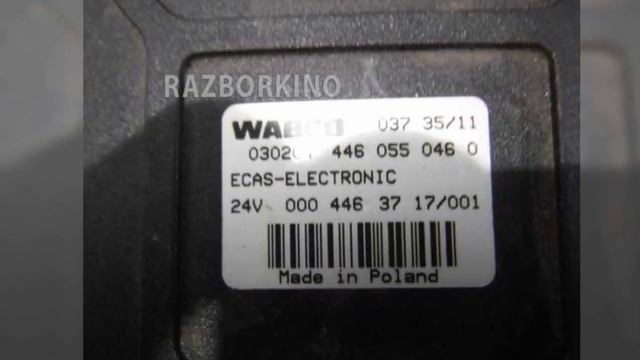 RAZBORKINO
WABCO 037 35/11
446 055 046 0
ECAS-ELECTRONIC
24V 000 446 37 17/001
Made in Poland